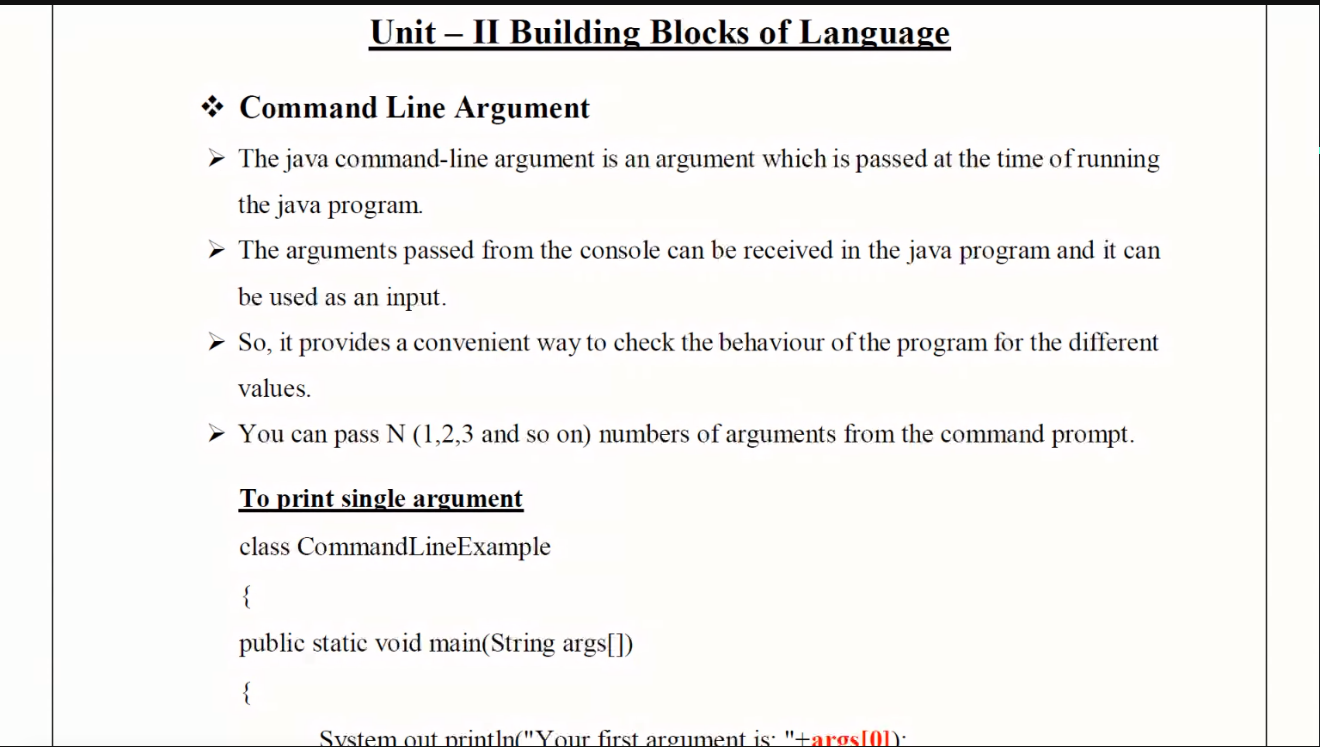 Unit – II Building Blocks of Language
❖ Command Line Argument
➢ The java command-line argument is an argument which is passed at the time of running
the java program.
➢ The arguments passed from the console can be received in the java program and it can
be used as an input.
➢ So, it provides a convenient way to check the behaviour of the program for the different
values.
➢ You can pass N (1,2,3 and so on) numbers of arguments from the command prompt.
To print single argument
class CommandLineExample
{
public static void main(String args[])
{
System.out.println("Your first argument is: "+args[0]);